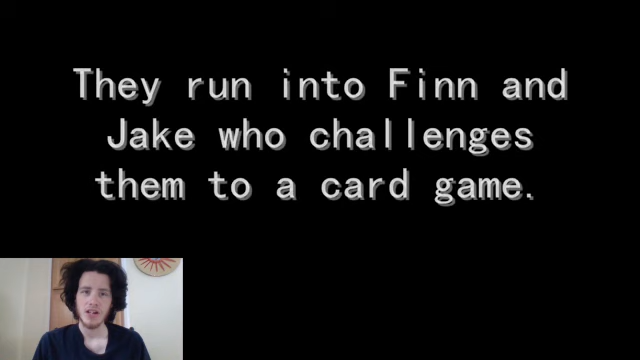 They run into Finn and
Jake who challenges
them to a card game.